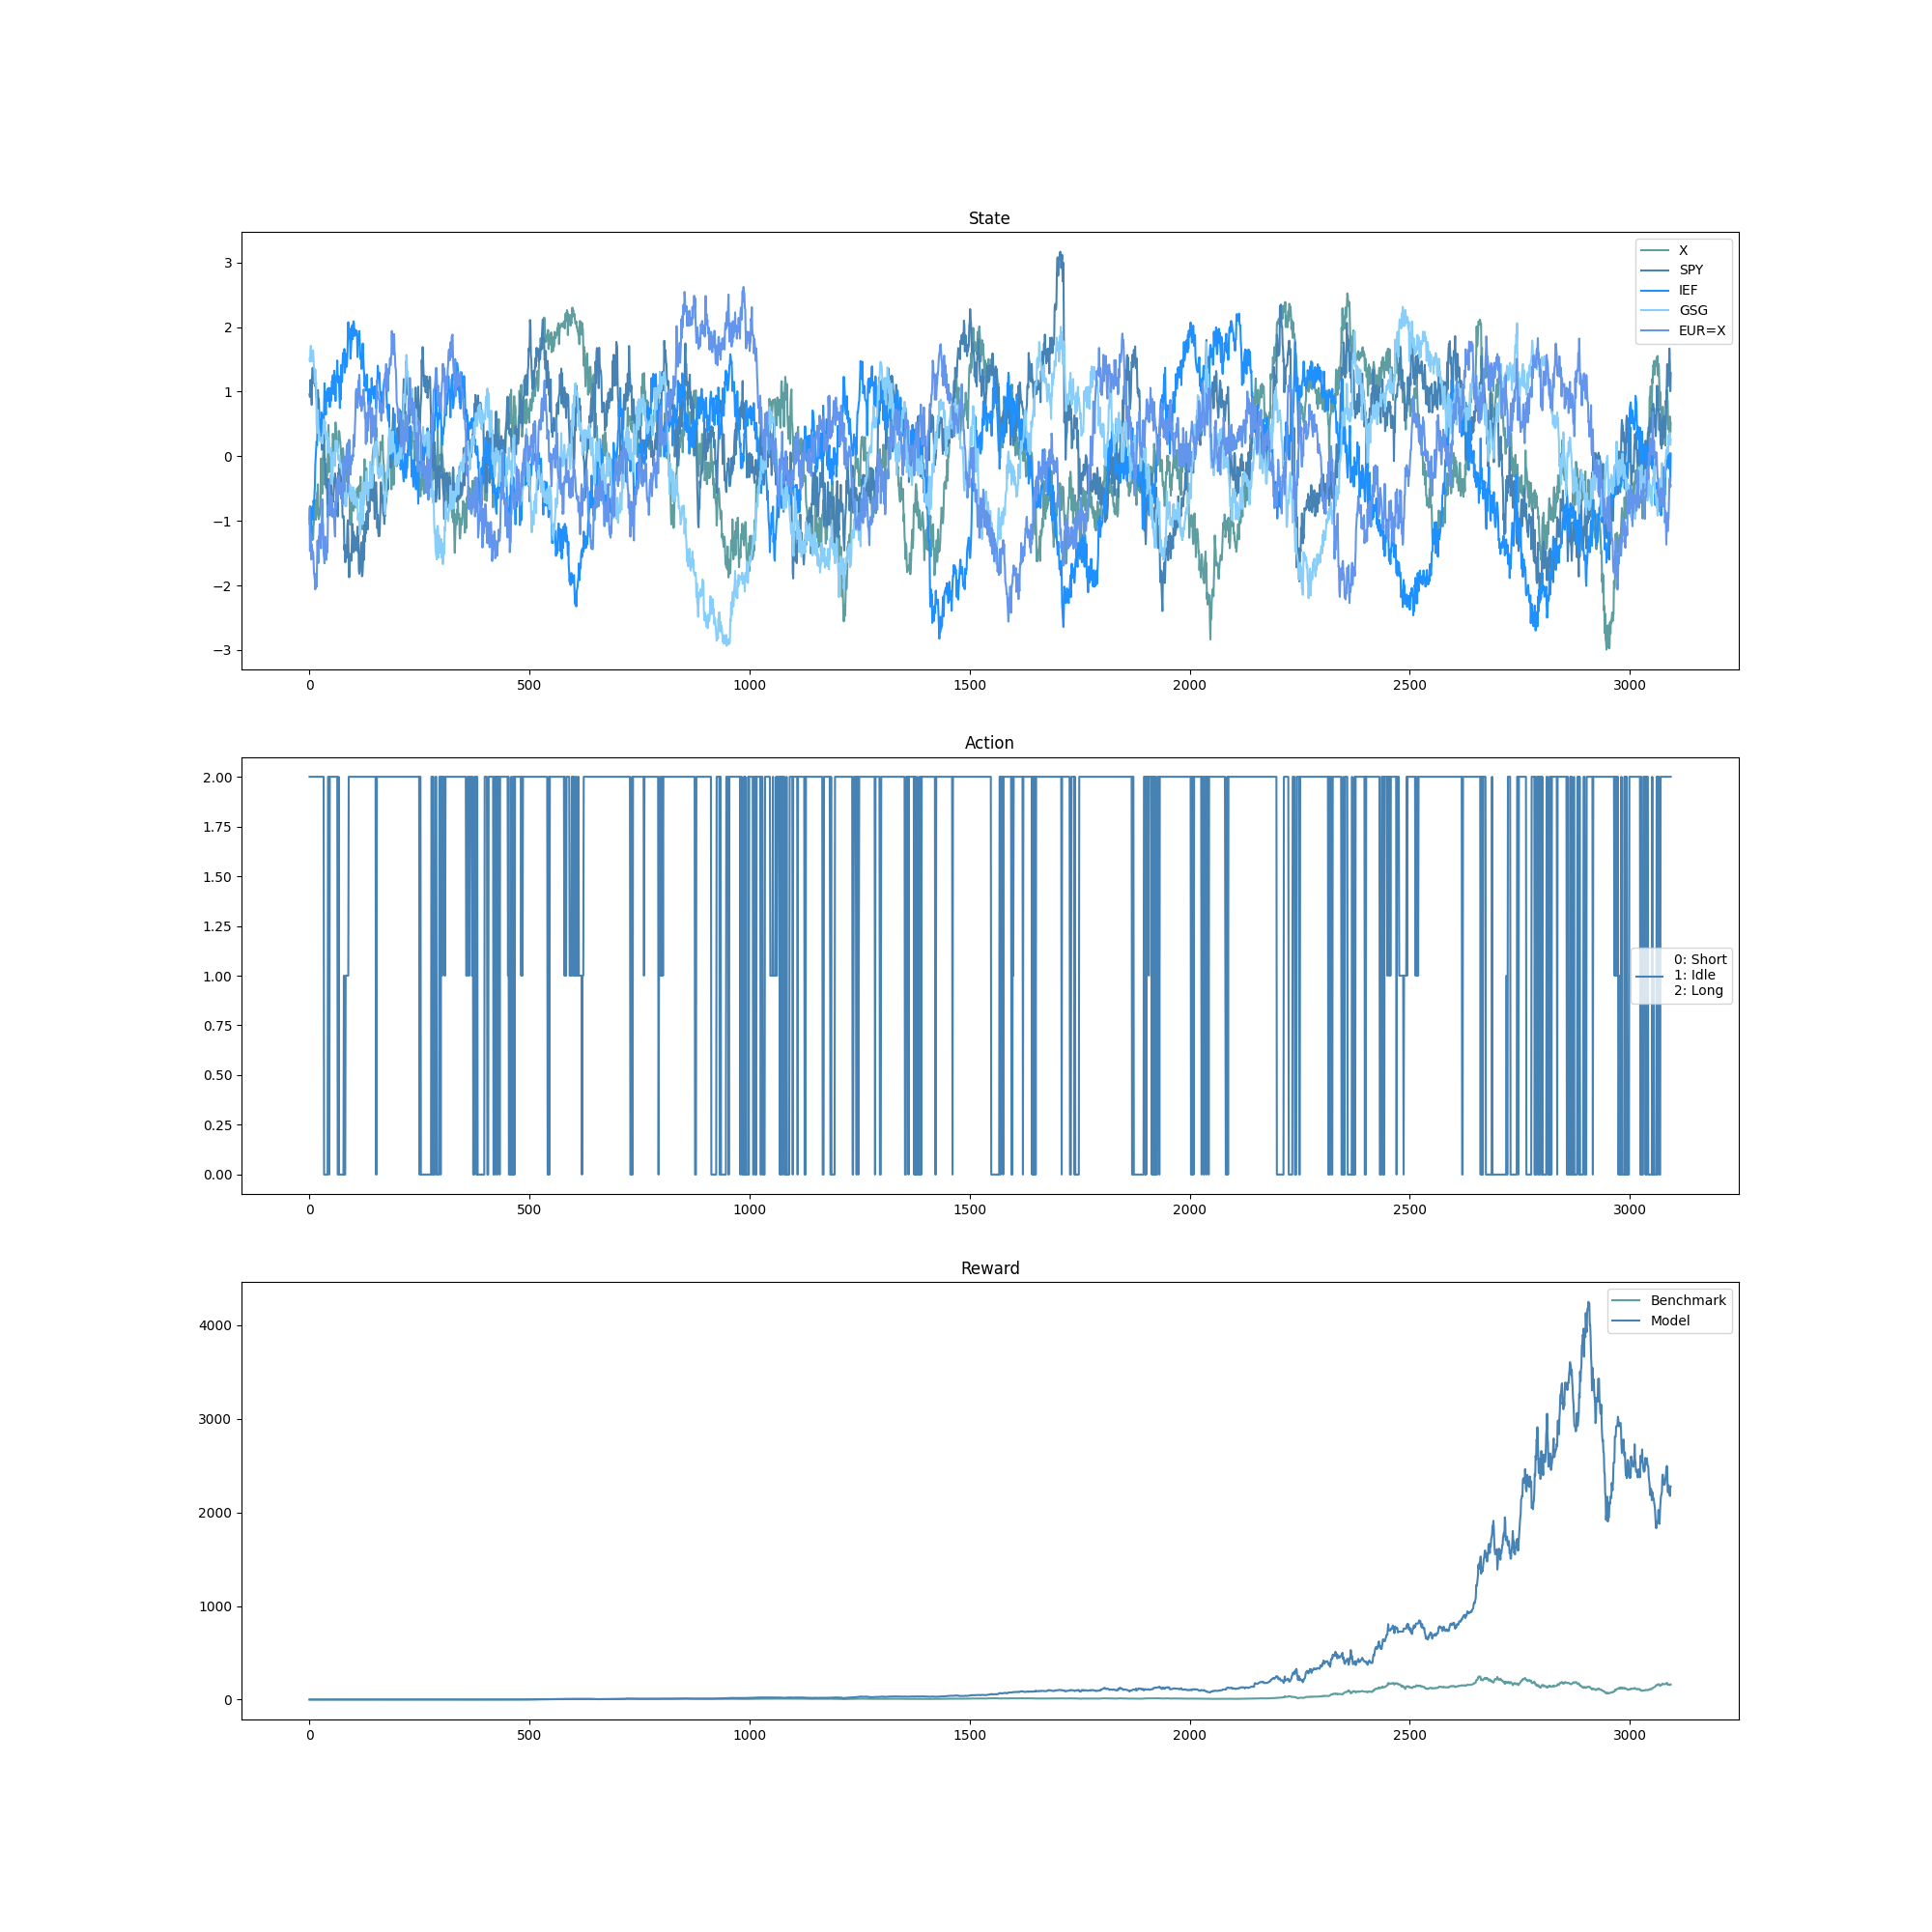 State
3
2
1
0
−1
−2
−3
X
SPY
IEF
GSG
EUR=X
0 500 1000 1500 2000 2500 3000
Action
2.00
1.75
1.50
1.25
1.00
0.75
0.50
0.25
0.00
0: Short
1: Idle
2: Long
0 500 1000 1500 2000 2500 3000
Reward
4000
3000
2000
1000
0
Benchmark
Model
0 500 1000 1500 2000 2500 3000